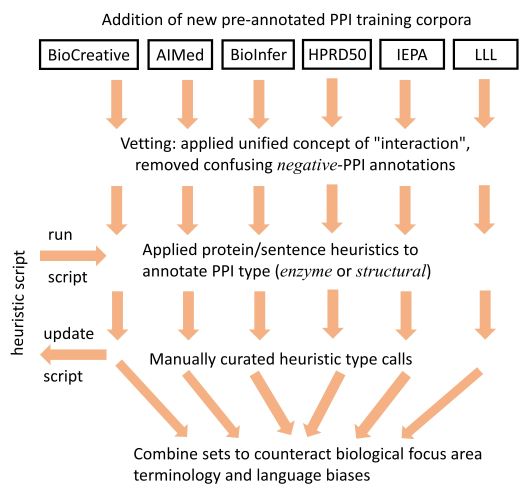 Addition of new pre-annotated PPI training corpora
BioCreative AIMed BioInfer HPRD50 IEPA LLL
Vetting: applied unified concept of "interaction",
removed confusing negative-PPI annotations
heuristic script
run
script
Applied protein/sentence heuristics to
annotate PPI type (enzyme or structural)
update
script
Manually curated heuristic type calls
Combine sets to counteract biological focus area
terminology and language biases